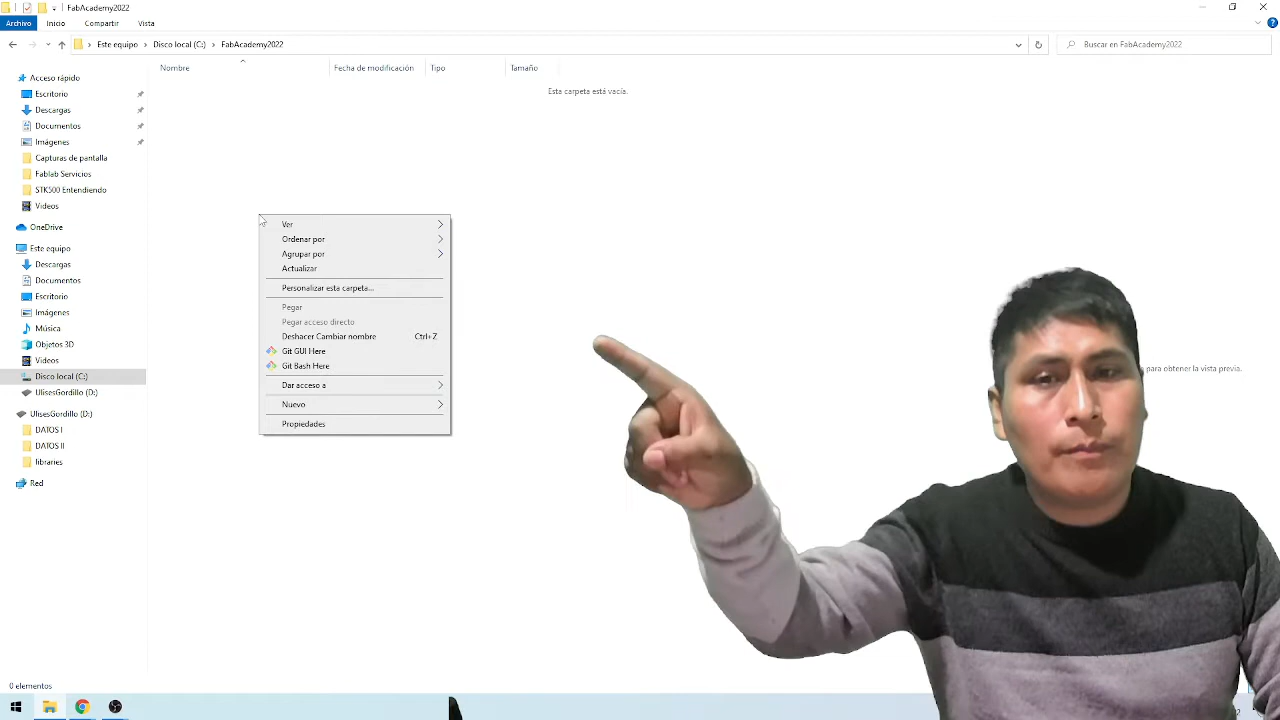 FabAcademy2022
Archivo Inicio Compartir Vista
Este equipo Disco local (C:) FabAcademy2022
Buscar en FabAcademy2022
Nombre Fecha de modificación Tipo Tamaño
Esta carpeta está vacía.
Acceso rápido
Escritorio
Descargas
Documentos
Imágenes
Capturas de pantalla
Fablab Servicios
STK500 Entendiendo
Videos
OneDrive
Este equipo
Descargas
Documentos
Escritorio
Imágenes
Música
Objetos 3D
Videos
Disco local (C:)
UlisesGordillo (D:)
UlisesGordillo (D:)
DATOS I
DATOS II
libraries
Red
Ver
Ordenar por
Agrupar por
Actualizar
Personalizar esta carpeta...
Pegar
Pegar acceso directo
Deshacer Cambiar nombre Ctrl+Z
Git GUI Here
Git Bash Here
Dar acceso a
Nuevo
Propiedades
para obtener la vista previa.
0 elementos